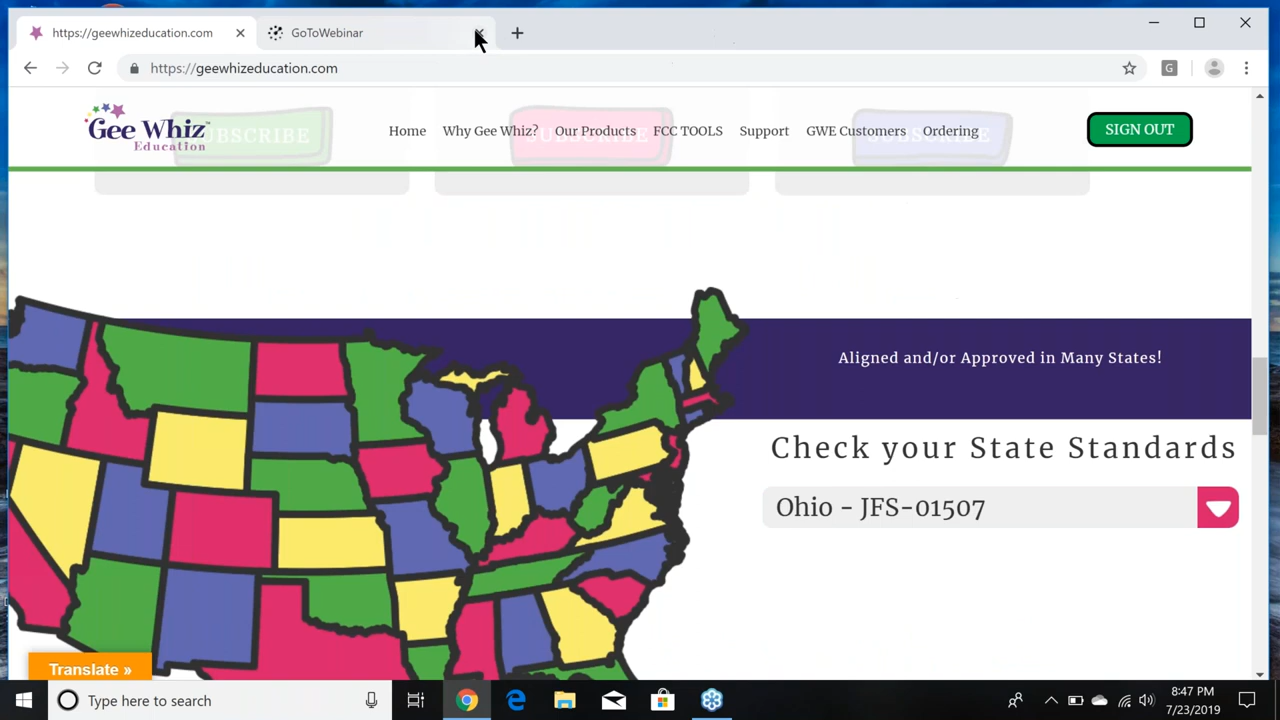 https://geewhizeducation.com
GoToWebinar
https://geewhizeducation.com
G
SUBSCRIBE
SUBSCRIBE
SUBSCRIBE
Gee Whiz
Education
Home Why Gee Whiz? Our Products FCC TOOLS Support GWE Customers Ordering
SIGN OUT
Aligned and/or Approved in Many States!
Check your State Standards
Ohio - JFS-01507
Translate »
Type here to search
8:47 PM
7/23/2019